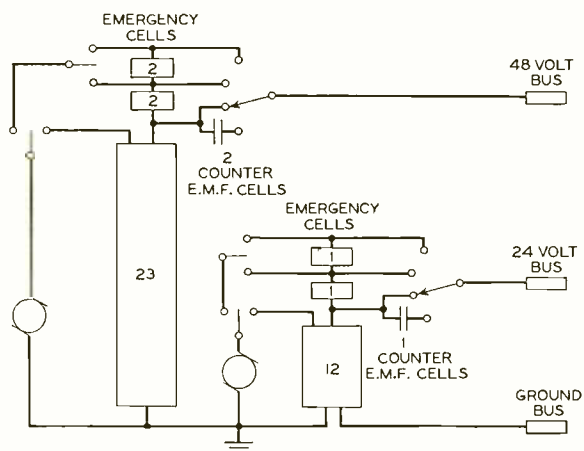 EMERGENCY
CELLS
2
2
48 VOLT
BUS
2
COUNTER
E.M.F. CELLS
23
EMERGENCY
CELLS
1
1
24 VOLT
BUS
1
COUNTER
E.M.F. CELLS
12
GROUND
BUS